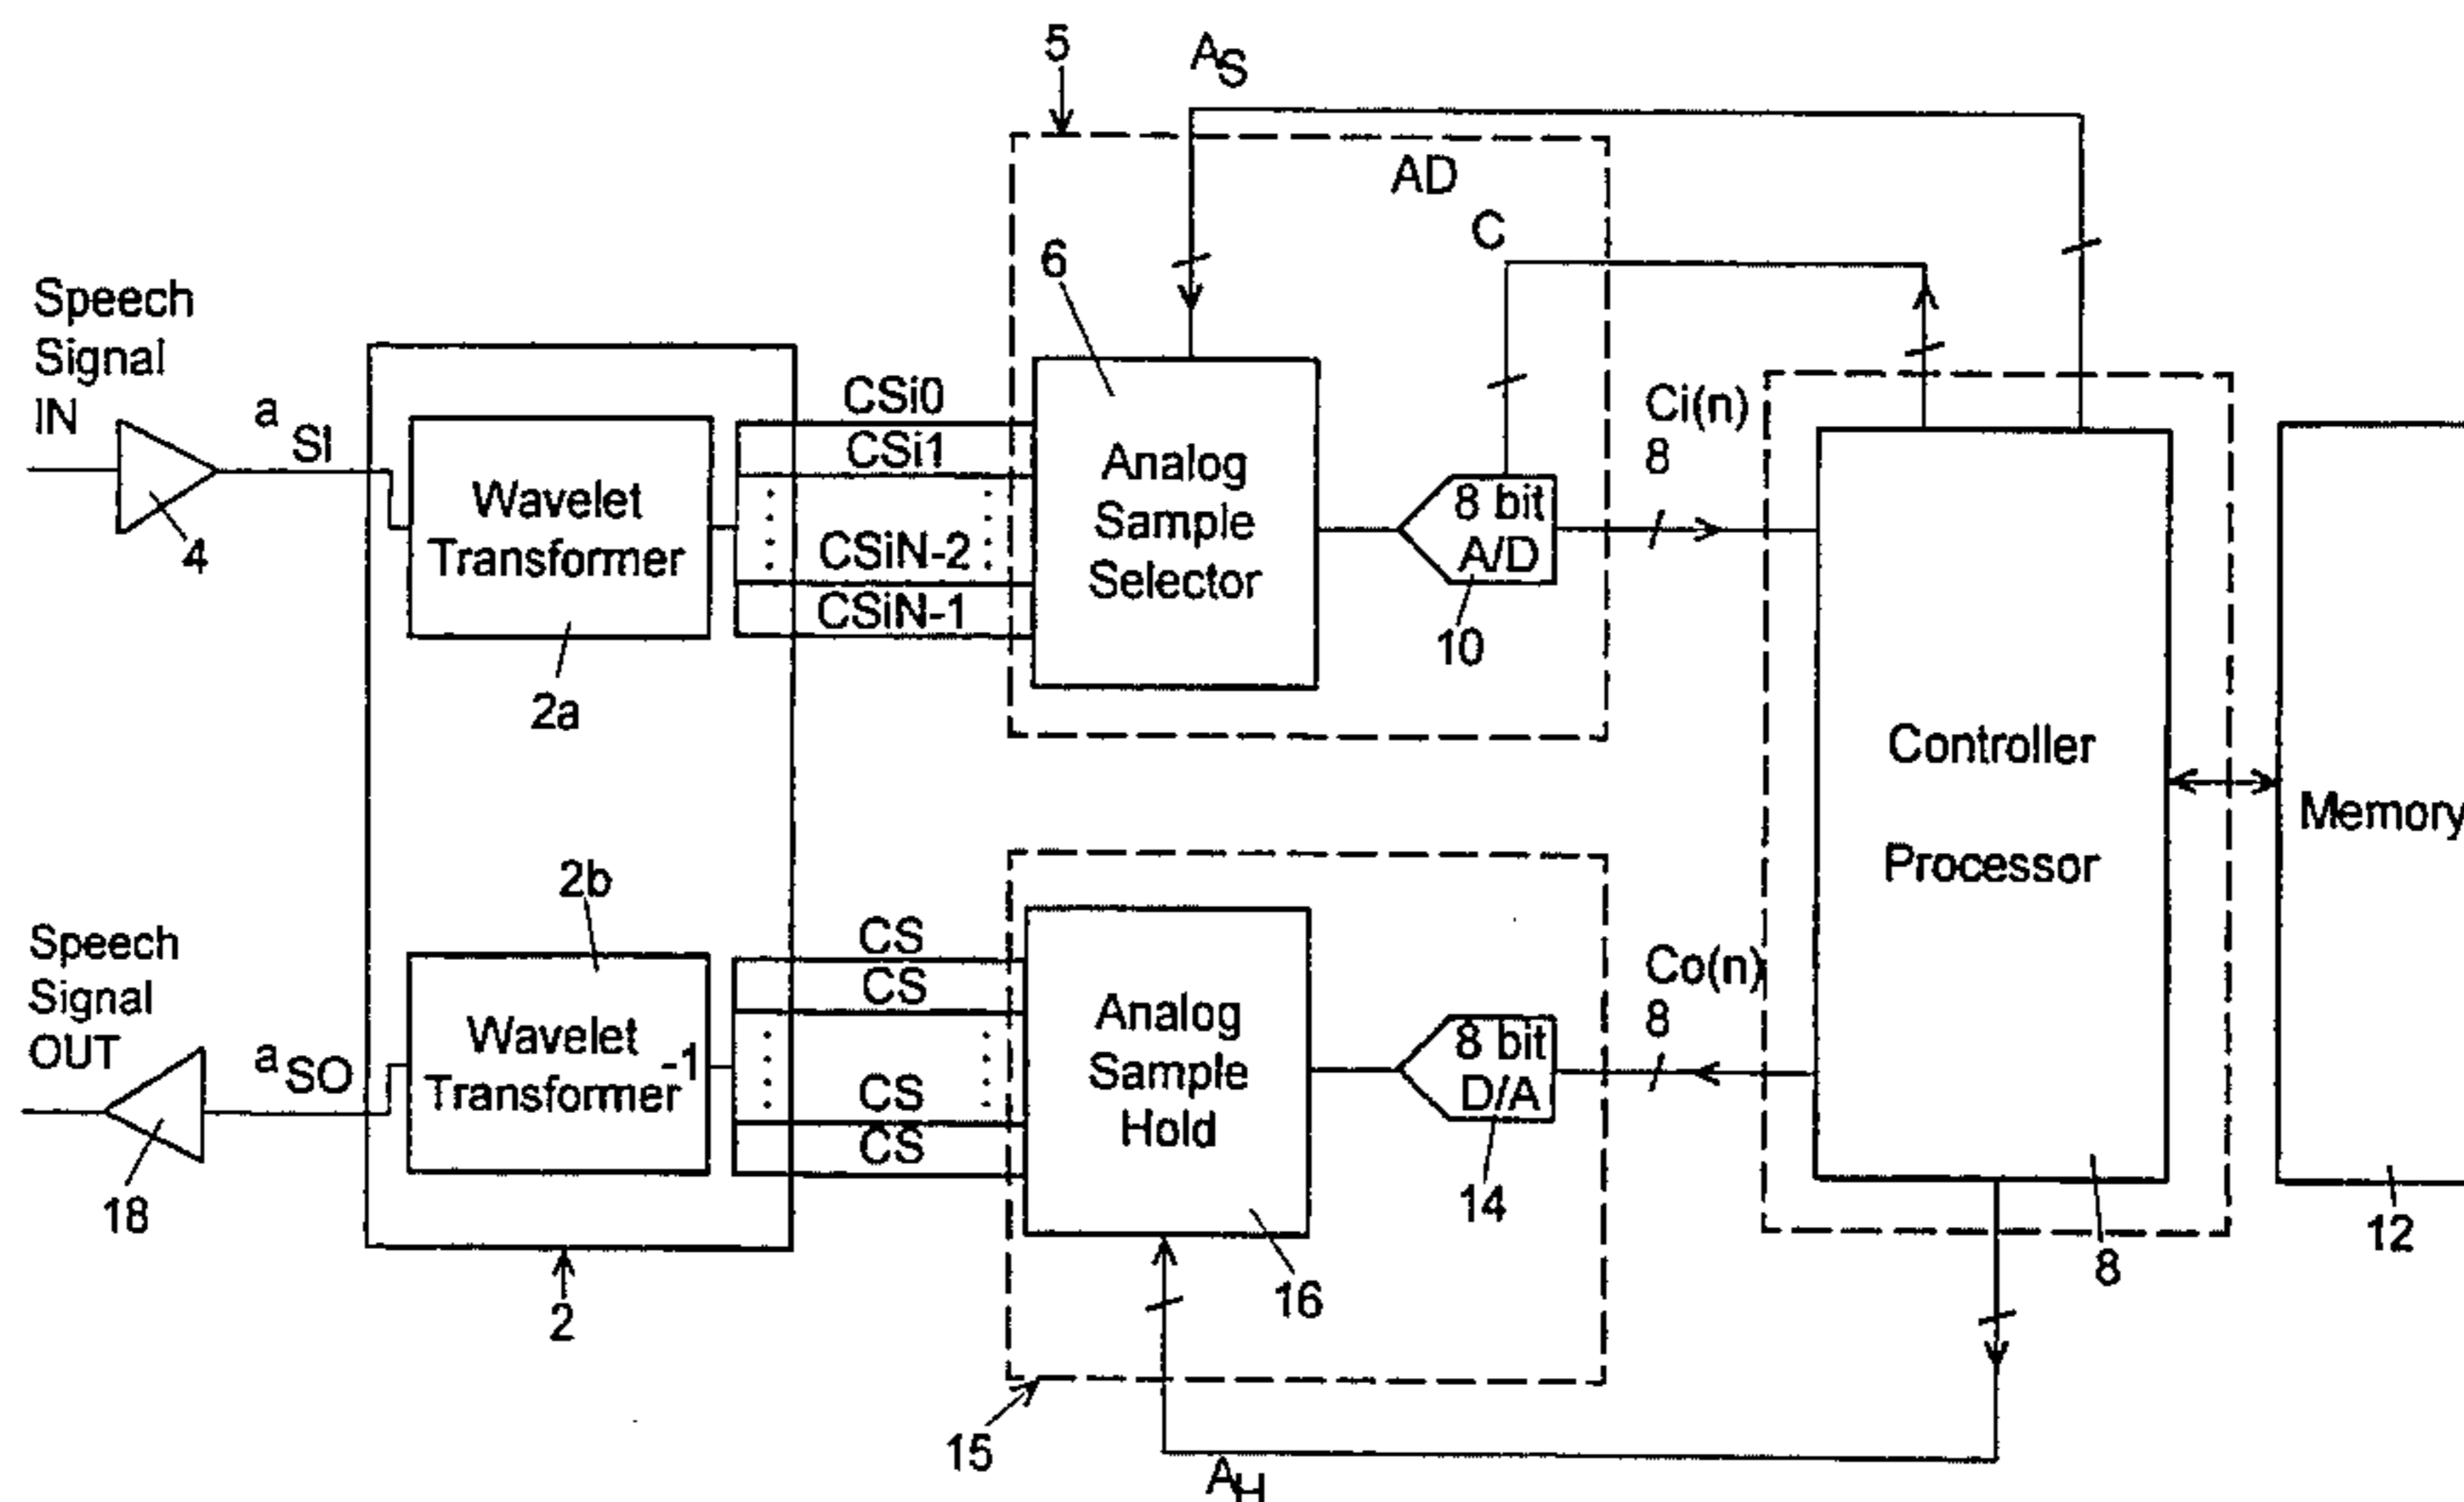 5
A S
AD
C
6
Speech
Signal
IN
a SI
4
Wavelet
Transformer
2a
CSi0
CSi1
CSiN-2
CSiN-1
Analog
Sample
Selector
8 bit
A/D
10
Ci(n)
8
Controller
Processor
Memory
2b
Speech
Signal
OUT
a SO
18
Wavelet
Transformer -1
2
CS
CS
CS
CS
Analog
Sample
Hold
16
8 bit
D/A
14
Co(n)
8
8
12
15
A H